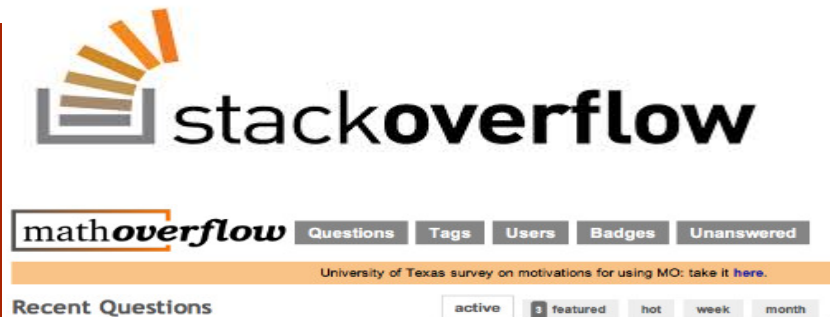 stackoverflow
mathoverflow Questions Tags Users Badges Unanswered
University of Texas survey on motivations for using MO: take it here.
Recent Questions active 3 featured hot week month